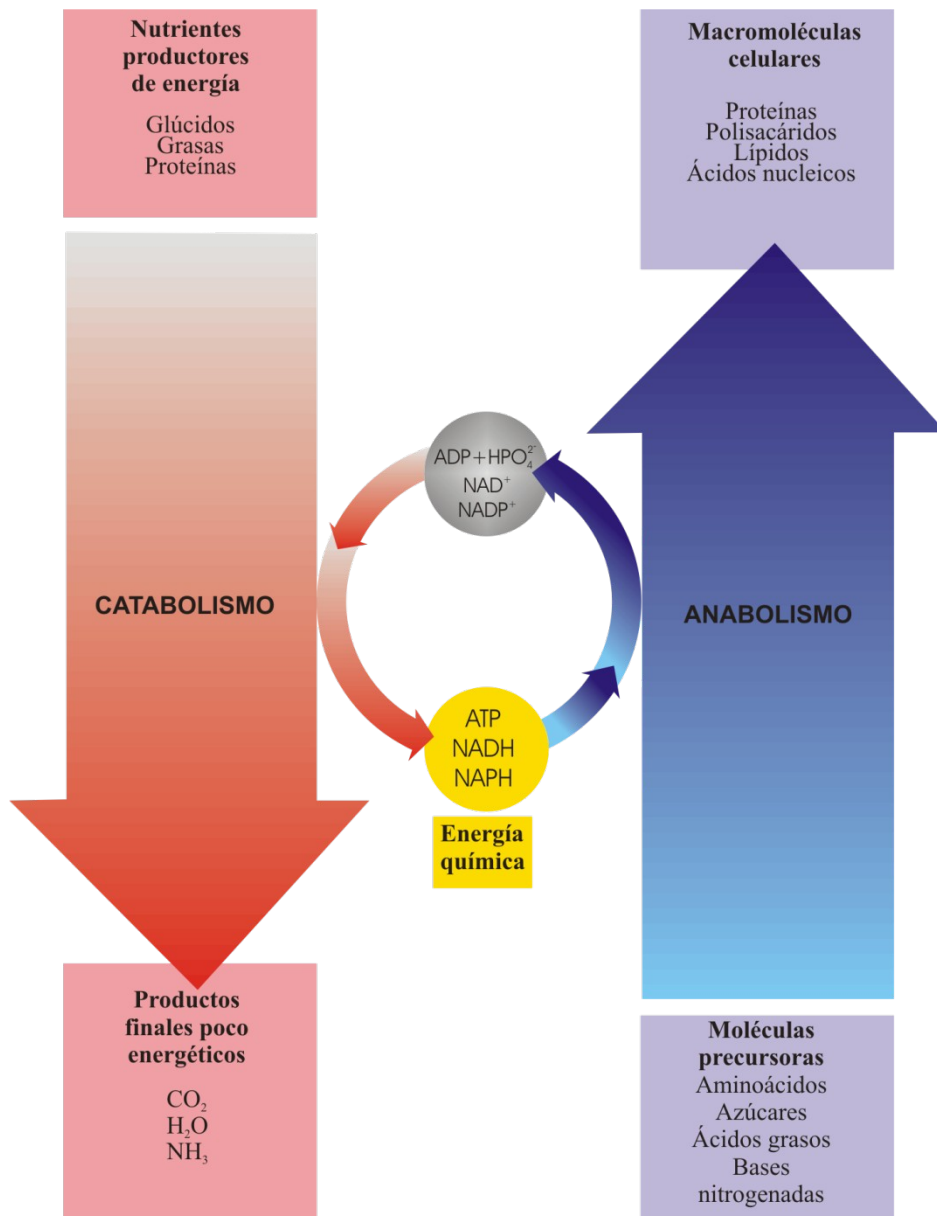 Nutrientes
productores
de energía
Glúcidos
Grasas
Proteínas
Macromoléculas
celulares
Proteínas
Polisacáridos
Lípidos
Ácidos nucleicos
ADP+HPO₄²⁻
NAD⁺
NADP⁺
CATABOLISMO
ANABOLISMO
ATP
NADH
NAPH
Energía
química
Productos
finales poco
energéticos
CO₂
H₂O
NH₃
Moléculas
precursoras
Aminoácidos
Azúcares
Ácidos grasos
Bases
nitrogenadas